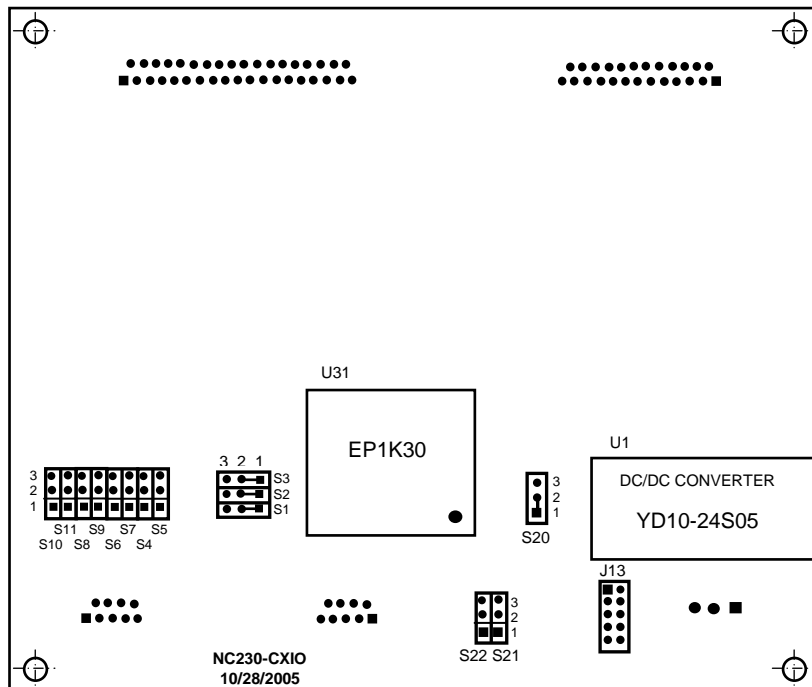 U31
EP1K30
U1
DC/DC CONVERTER
YD10-24S05
3 2 1
S3
S2
S1
3
2
1
S11 S9 S7 S5
S10 S8 S6 S4
3
2
1
S20
J13
3
2
1
S22 S21
NC230-CXIO
10/28/2005